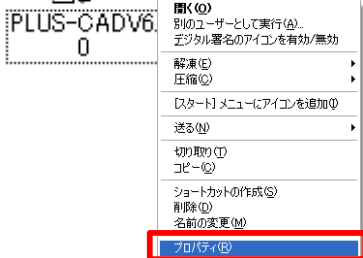 PLUS-CADV6.
0
開く(O)
別のユーザーとして実行(A)...
デジタル署名のアイコンを有効/無効
解凍(E)
圧縮(C)
[スタート] メニューにアイコンを追加(I)
送る(N)
切り取り(T)
コピー(C)
ショートカットの作成(S)
削除(D)
名前の変更(M)
プロパティ(R)